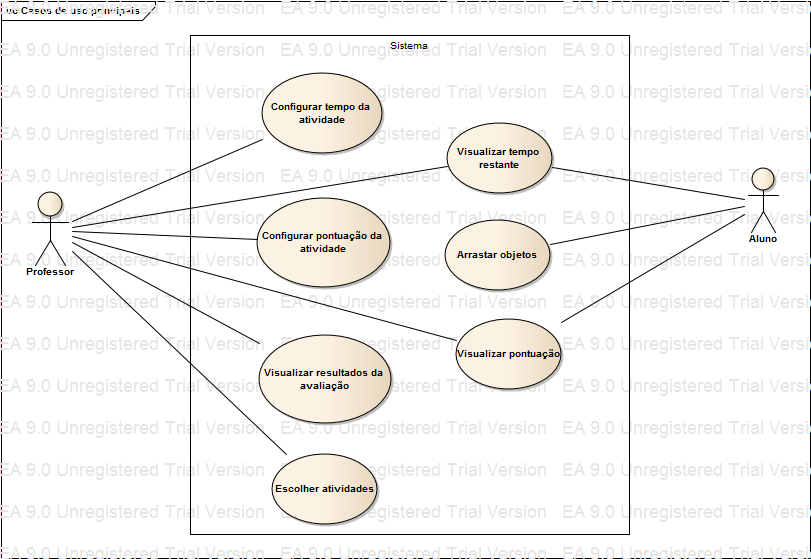 uc Casos de uso principais
Sistema
Configurar tempo da
atividade
Visualizar tempo
restante
Professor
Aluno
Configurar pontuação da
atividade
Arrastar objetos
Visualizar resultados da
avaliação
Visualizar pontuação
Escolher atividades
EA 9.0 Unregistered Trial Version